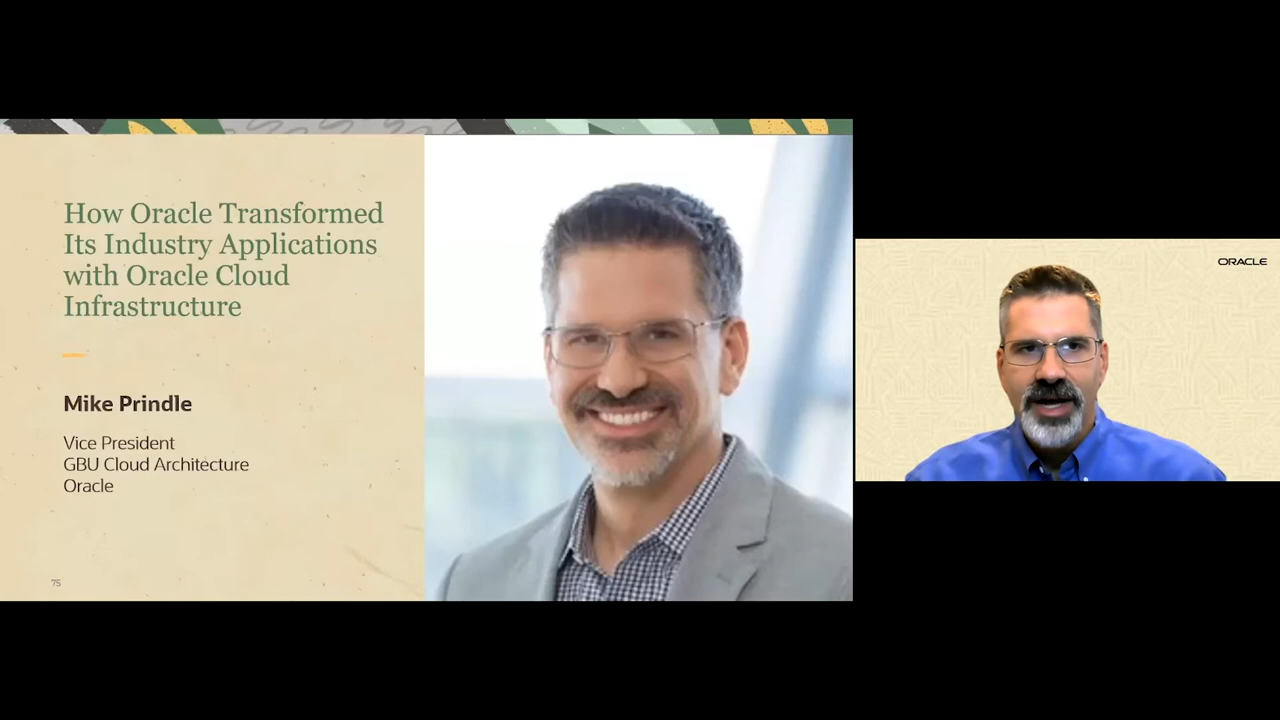 How Oracle Transformed
Its Industry Applications
with Oracle Cloud
Infrastructure
Mike Prindle
Vice President
GBU Cloud Architecture
Oracle
75
ORACLE